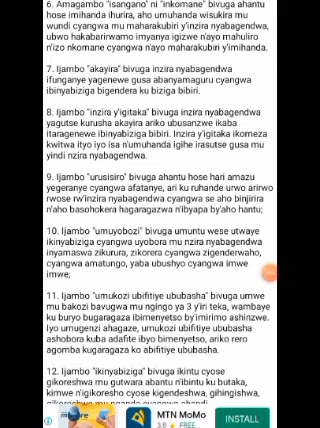 6. Amagambo "isangano" ni "inkomane" bivuga ahantu
hose imihanda ihurira, aho umuhanda wisukira mu
wundi cyangwa mu maharakubiri y'inzira nyabagendwa,
ubwo hakabarirwamo imyanya igizwe n'ayo mahuliro
n'izo nkomane cyangwa n'ayo maharakubiri y'imihanda.
7. Ijambo "akayira" bivuga inzira nyabagendwa
ifunganye yagenewe gusa abanyamaguru cyangwa
ibinyabiziga bigendera ku biziga bibiri.
8. Ijambo "inzira y'igitaka" bivuga inzira nyabagendwa
yagutse kurusha akayira ariko ubusanzwe ikaba
itaragenewe ibinyabiziga bibiri. Inzira y'igitaka ikomeza
kwitwa ityo iyo isa n'umuhanda igihe irasutse gusa mu
yindi nzira nyabagendwa.
9. Ijambo "urusisiro" bivuga ahantu hose hari amazu
yegeranye cyangwa afatanye, ari ku ruhande urwo arirwo
rwose rw'inzira nyabagendwa cyangwa se aho binjirira
n'aho basohokera hagaragazwa n'ibyapa by'aho hantu;
10. Ijambo "umuyobozi" bivuga umuntu wese utwaye
ikinyabiziga cyangwa uyobora mu nzira nyabagendwa
inyamaswa zikurura, zikorera cyangwa zigenderwaho,
cyangwa amatungo, yaba ubushyo cyangwa imwe
imwe;
11. Ijambo "umukozi ubifitiye ububasha" bivuga umwe
mu bakozi bavugwa mu ngingo ya 3 y'iri teka, wambaye
ku buryo bugaragaza ibimenyetso by'imirimo ashinzwe.
Iyo umugenzi ahagaze, umukozi ubifitiye ububasha
ashobora kuba adafite ibyo bimenyetso, ariko rero
agomba kugaragaza ko abifitiye ububasha.
12. Ijambo "ikinyabiziga" bivuga ikintu cyose
gikoreshwa mu gutwara abantu n'ibintu ku butaka,
kimwe n'igikoresho cyose kigendeshwa, gihingishwa,
MTN MoMo
3.8 ★ FREE
INSTALL